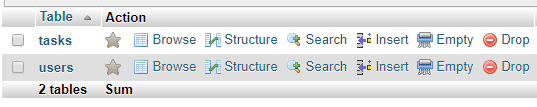 Table Action
tasks Browse Structure Search Insert Empty Drop
users Browse Structure Search Insert Empty Drop
2 tables Sum